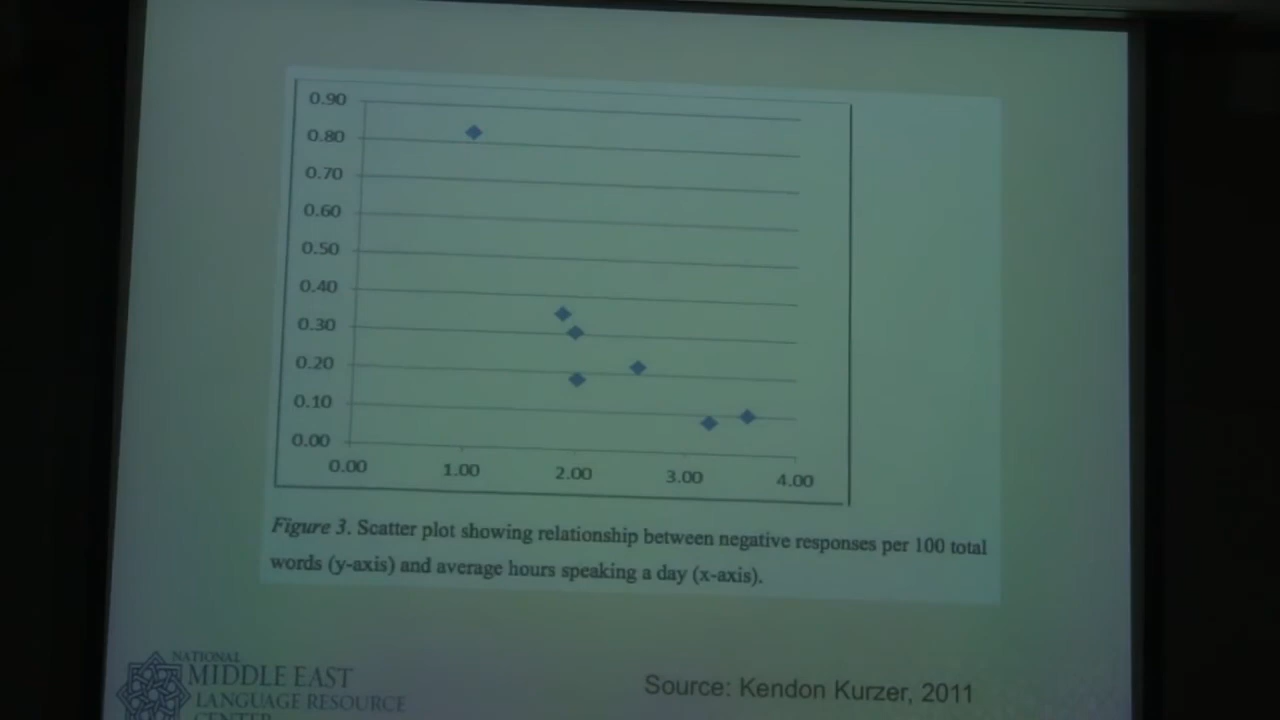 0.90
0.80
0.70
0.60
0.50
0.40
0.30
0.20
0.10
0.00
0.00 1.00 2.00 3.00 4.00
Figure 3. Scatter plot showing relationship between negative responses per 100 total
words (y-axis) and average hours speaking a day (x-axis).
NATIONAL
MIDDLE EAST
LANGUAGE RESOURCE
CENTER
Source: Kendon Kurzer, 2011